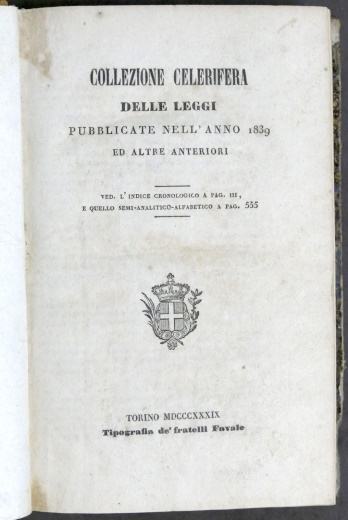 COLLEZIONE CELERIFERA
DELLE LEGGI
PUBBLICATE NELL'ANNO 1839
ED ALTRE ANTERIORI
VED. L'INDICE CRONOLOGICO A PAG. III,
E QUELLO SEMI-ANALITICO-ALFABETICO A PAG. 555
TORINO MDCCCXXXIX
Tipografia de' fratelli Favale